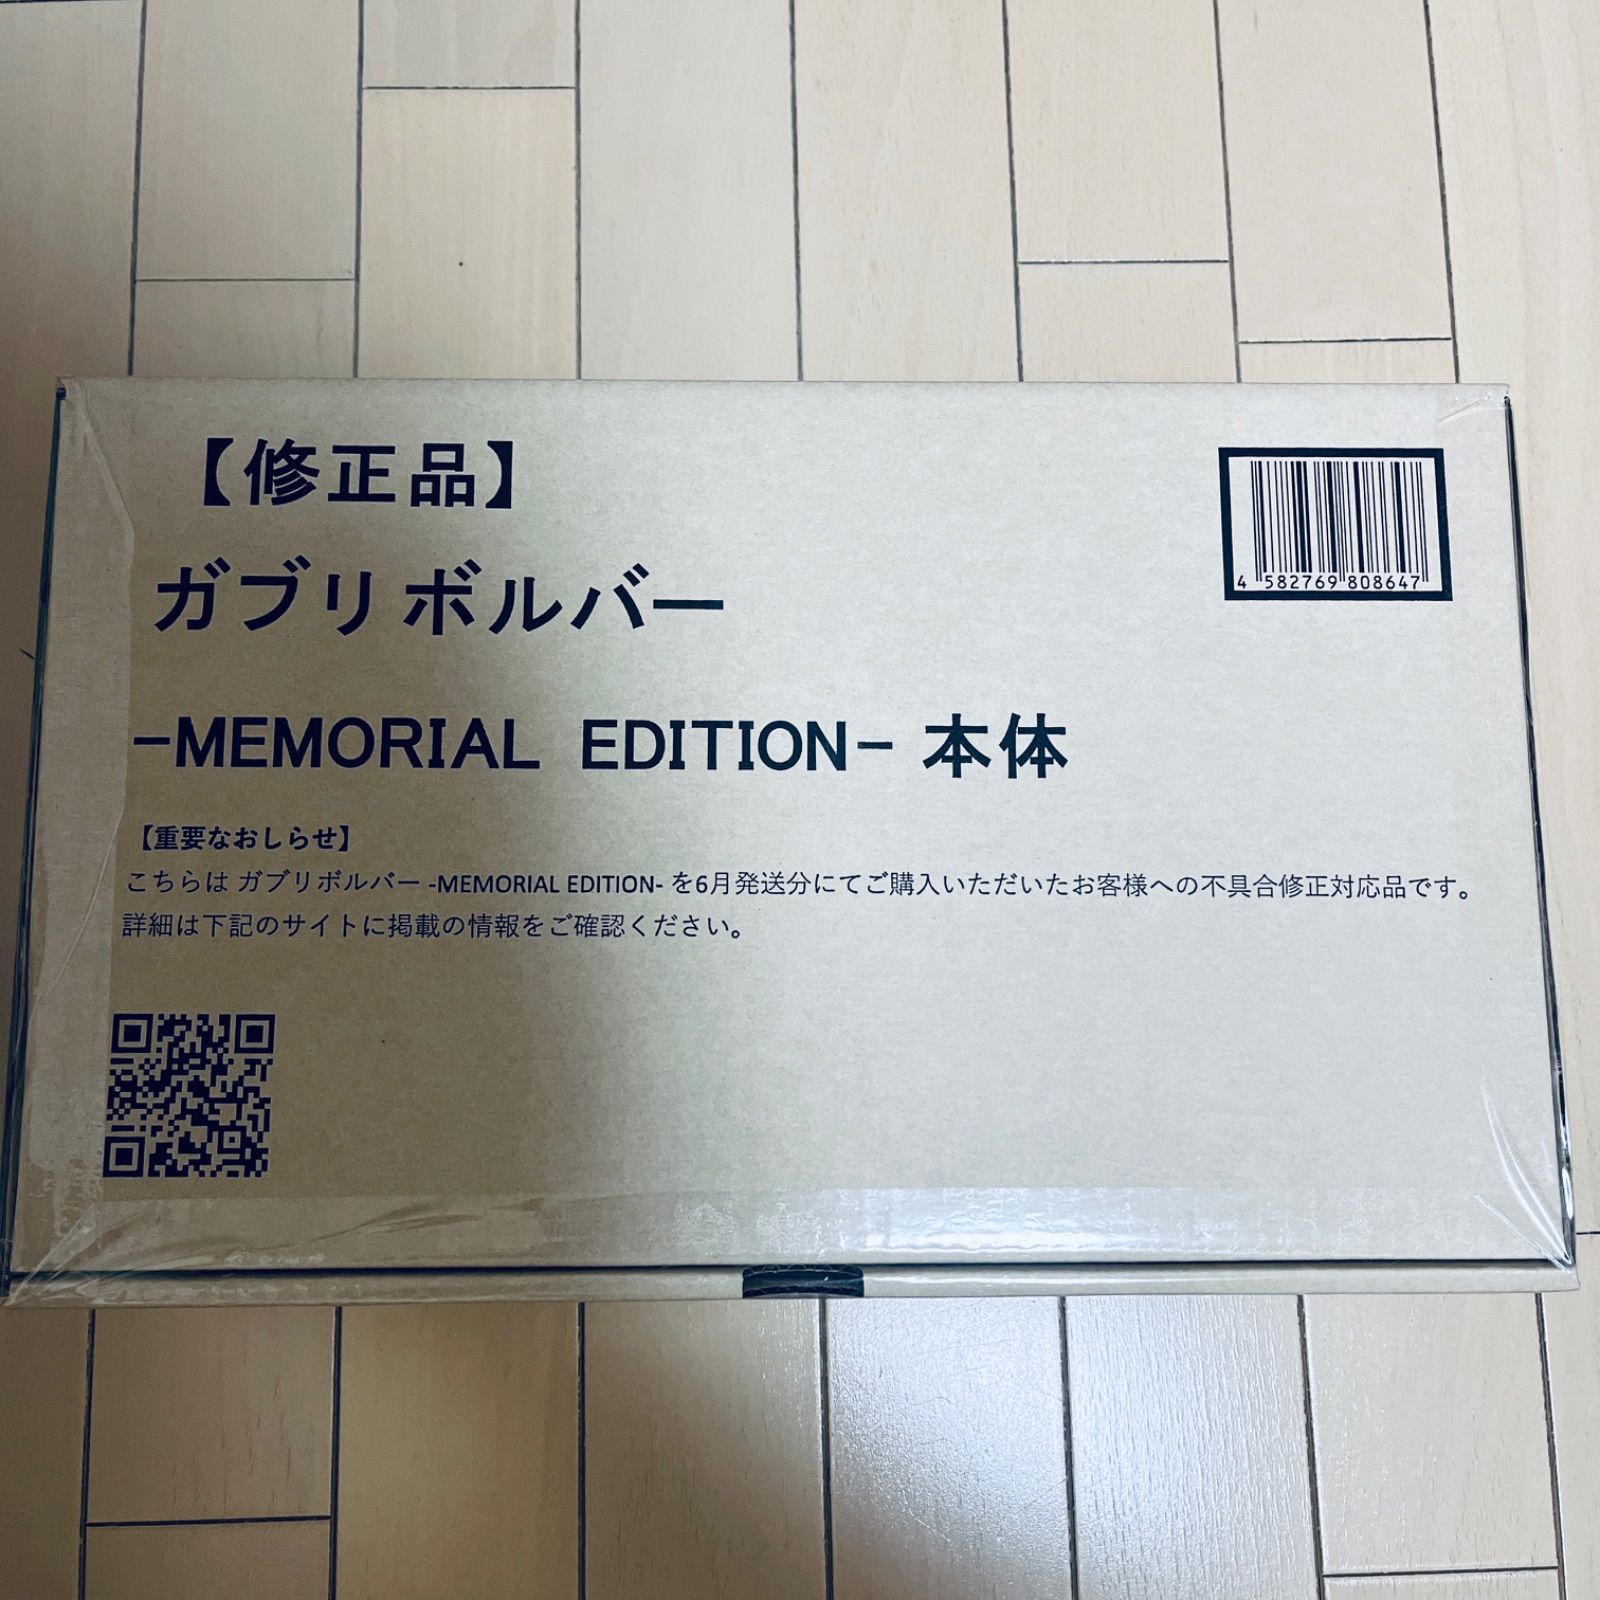 【修正品】
4 582769 808647
ガブリボルバー
-MEMORIAL EDITION- 本体
【重要なおしらせ】
こちらは ガブリボルバー -MEMORIAL EDITION- を6月発送分にてご購入いただいたお客様への不具合修正対応品です。
詳細は下記のサイトに掲載の情報をご確認ください。